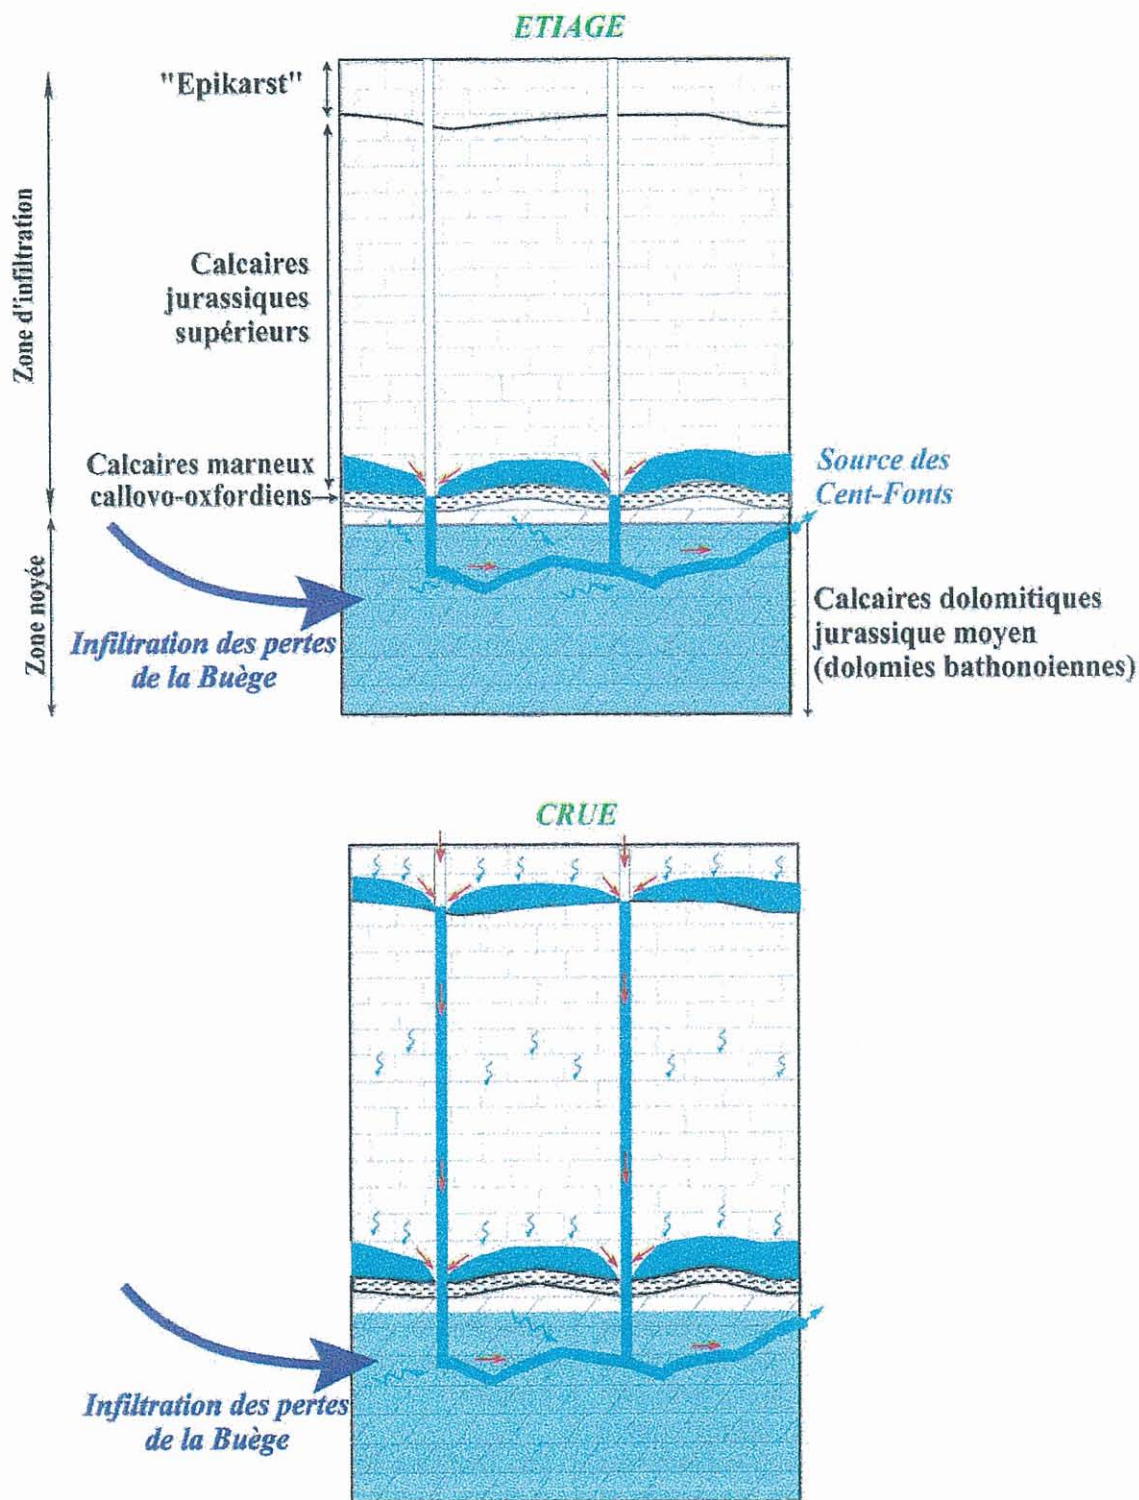 ETIAGE
"Epikarst"
Zone d'infiltration
Calcaires
jurassiques
supérieurs
Calcaires marneux
callovo-oxfordiens
Source des
Cent-Fonts
Zone noyée
Infiltration des pertes
de la Buège
Calcaires dolomitiques
jurassique moyen
(dolomies bathonoiennes)
CRUE
Infiltration des pertes
de la Buège